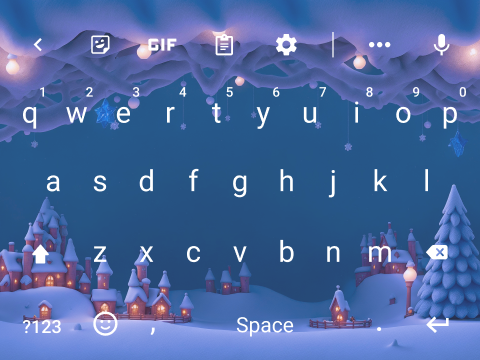 GIF
1 2 3 4 5 6 7 8 9 0
q w e r t y u i o p
a s d f g h j k l
z x c v b n m
?123 , Space .